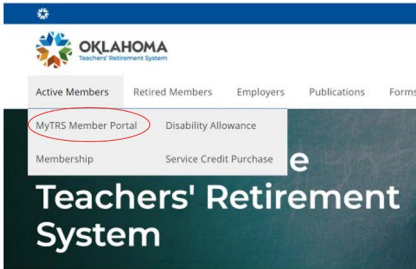 OKLAHOMA
Teachers' Retirement System
Active Members Retired Members Employers Publications Forms
MyTRS Member Portal Disability Allowance
Membership Service Credit Purchase
e
Teachers' Retirement
System